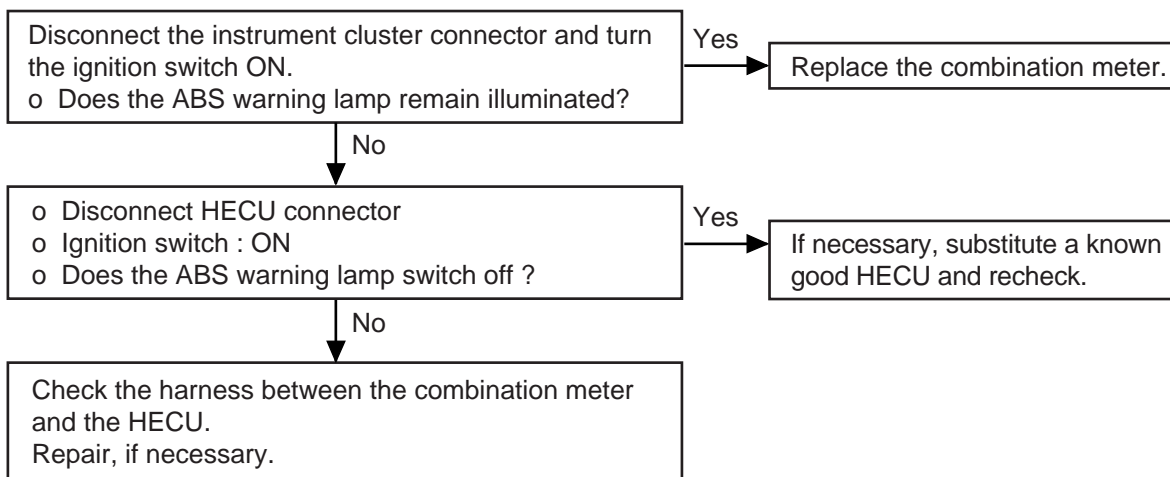 Disconnect the instrument cluster connector and turn
the ignition switch ON.
o Does the ABS warning lamp remain illuminated?
Yes
Replace the combination meter.
No
o Disconnect HECU connector
o Ignition switch : ON
o Does the ABS warning lamp switch off ?
Yes
If necessary, substitute a known
good HECU and recheck.
No
Check the harness between the combination meter
and the HECU.
Repair, if necessary.